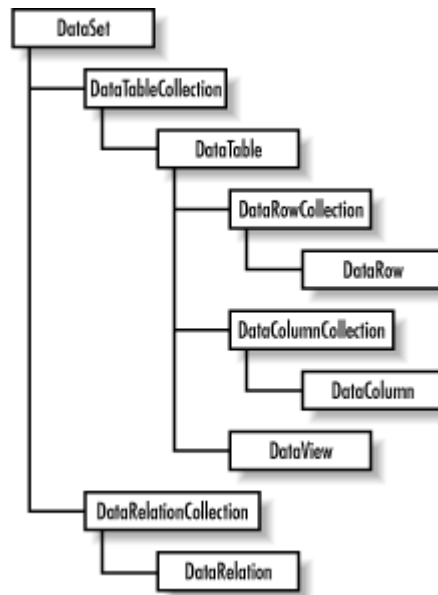 DataSet
DataTableCollection
DataTable
DataRowCollection
DataRow
DataColumnCollection
DataColumn
DataView
DataRelationCollection
DataRelation